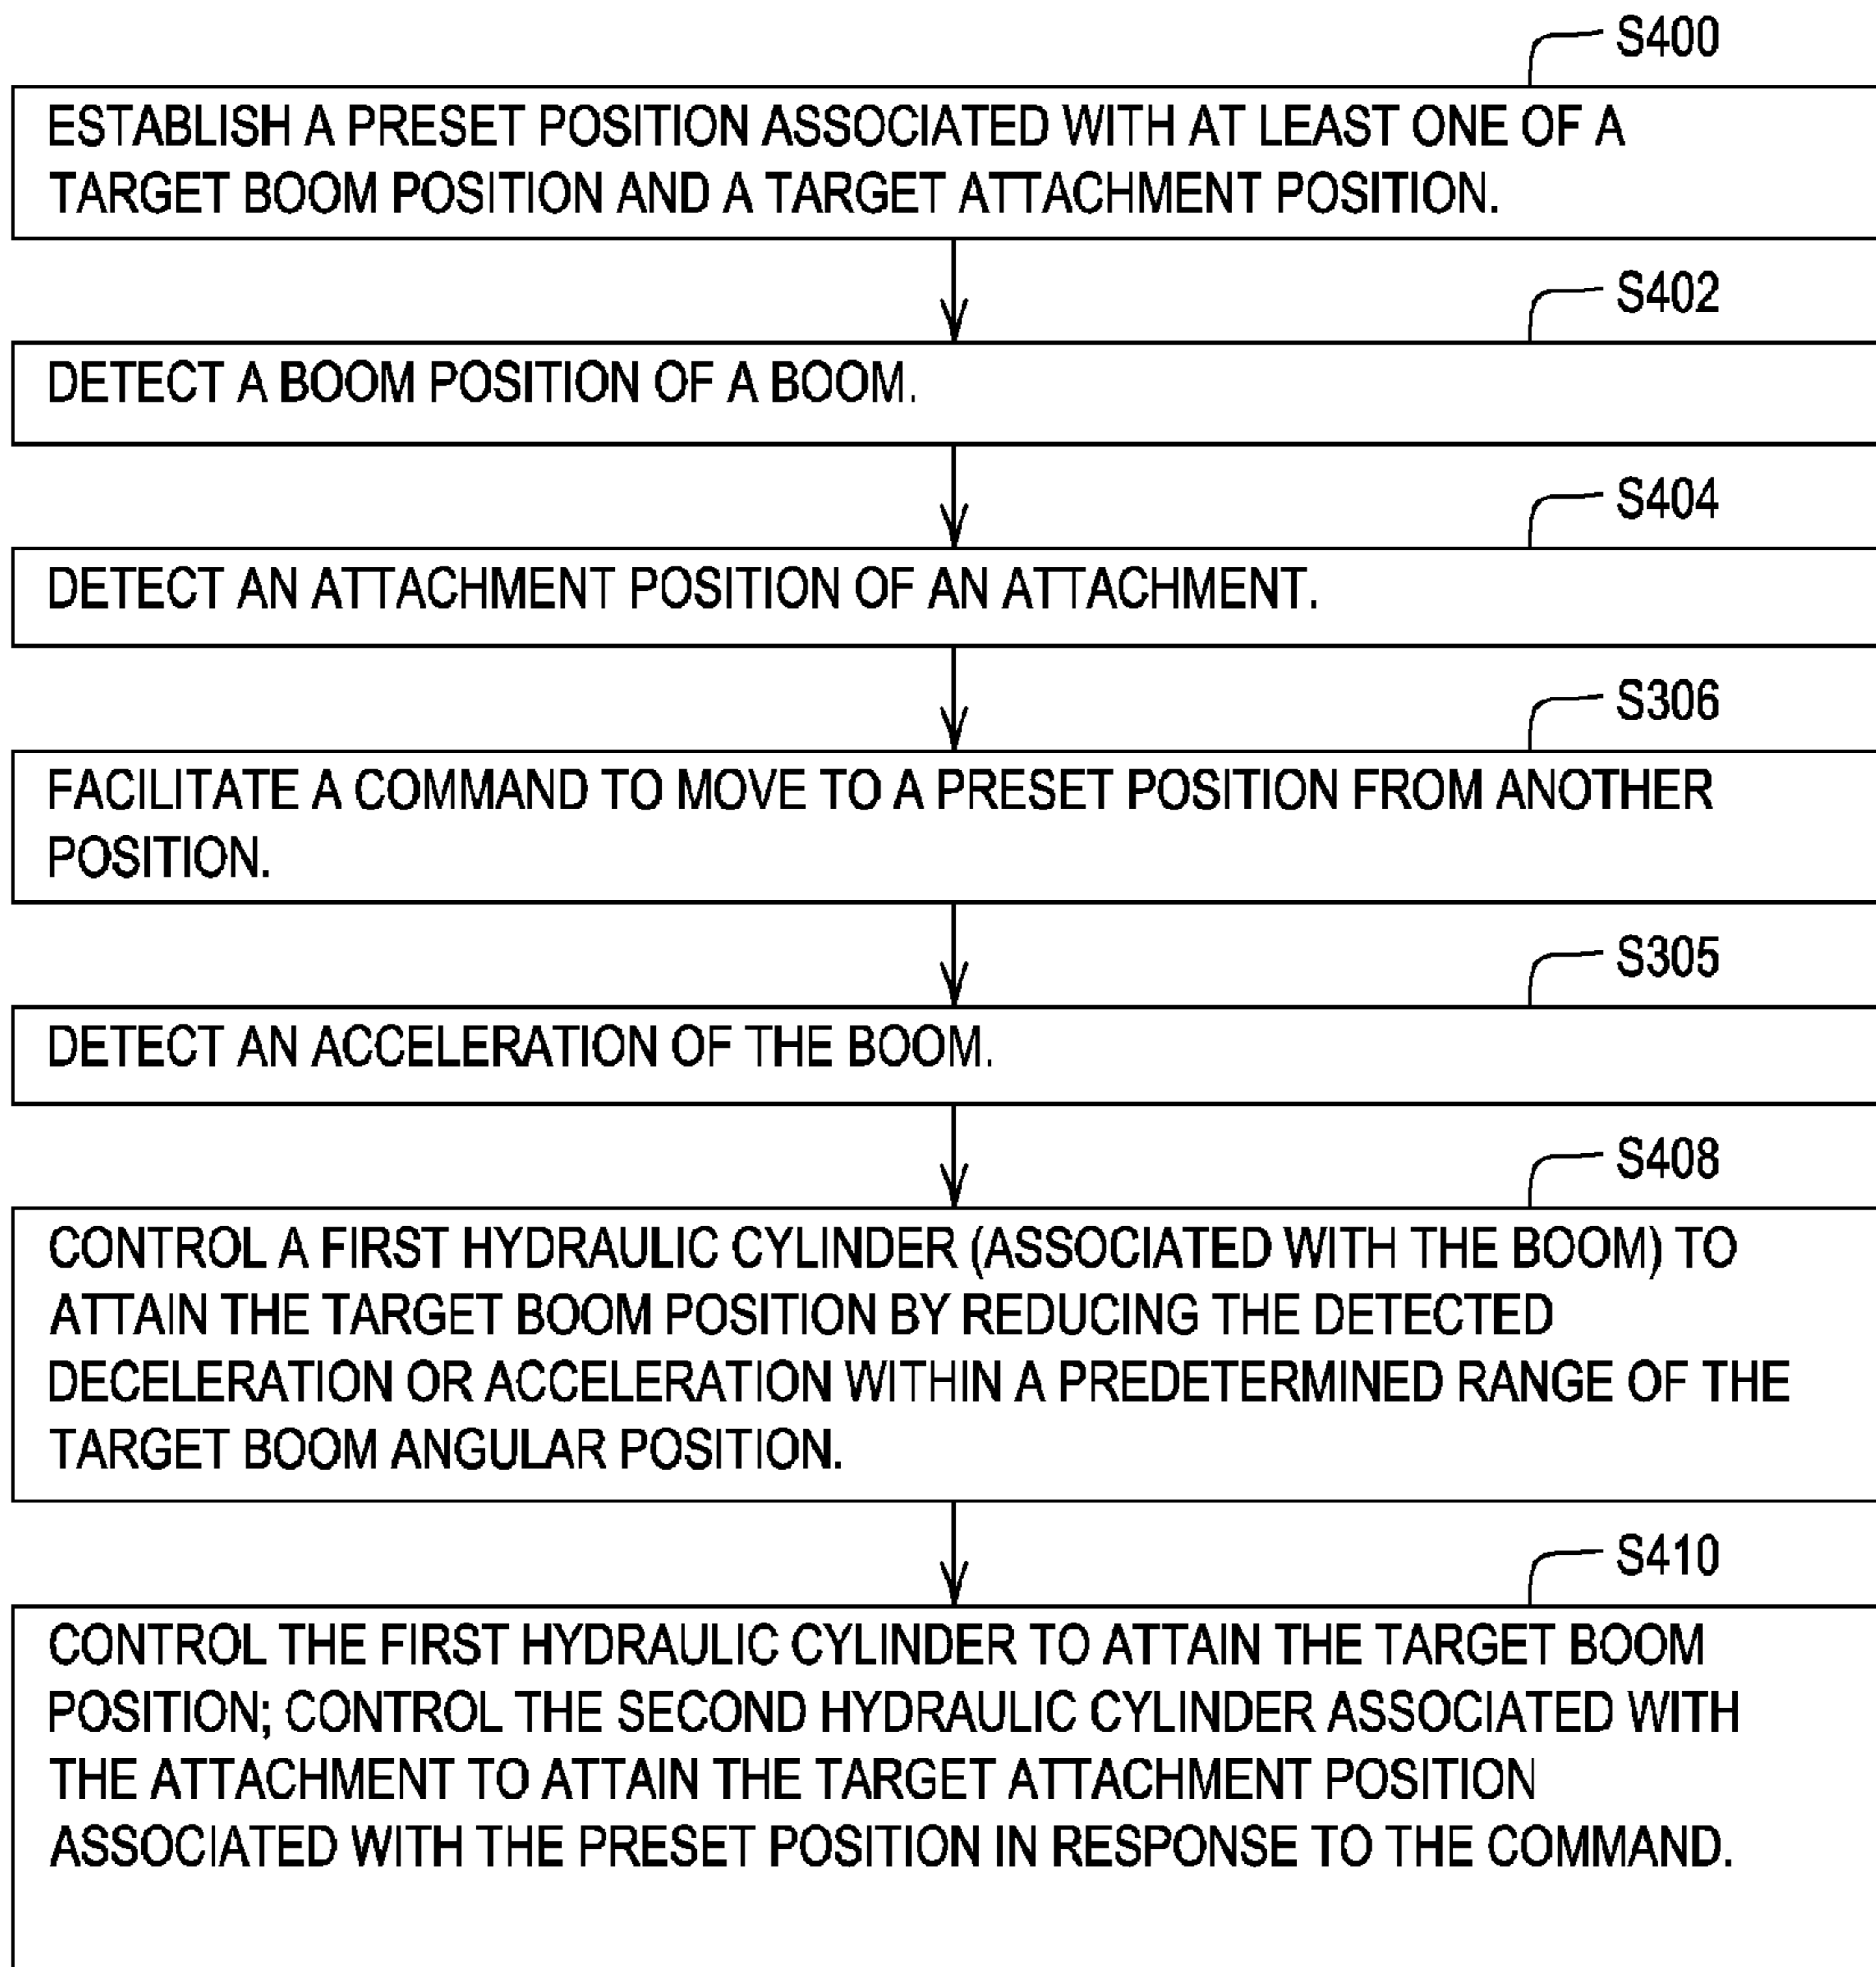 S400
ESTABLISH A PRESET POSITION ASSOCIATED WITH AT LEAST ONE OF A
TARGET BOOM POSITION AND A TARGET ATTACHMENT POSITION.
S402
DETECT A BOOM POSITION OF A BOOM.
S404
DETECT AN ATTACHMENT POSITION OF AN ATTACHMENT.
S306
FACILITATE A COMMAND TO MOVE TO A PRESET POSITION FROM ANOTHER
POSITION.
S305
DETECT AN ACCELERATION OF THE BOOM.
S408
CONTROL A FIRST HYDRAULIC CYLINDER (ASSOCIATED WITH THE BOOM) TO
ATTAIN THE TARGET BOOM POSITION BY REDUCING THE DETECTED
DECELERATION OR ACCELERATION WITHIN A PREDETERMINED RANGE OF THE
TARGET BOOM ANGULAR POSITION.
S410
CONTROL THE FIRST HYDRAULIC CYLINDER TO ATTAIN THE TARGET BOOM
POSITION; CONTROL THE SECOND HYDRAULIC CYLINDER ASSOCIATED WITH
THE ATTACHMENT TO ATTAIN THE TARGET ATTACHMENT POSITION
ASSOCIATED WITH THE PRESET POSITION IN RESPONSE TO THE COMMAND.